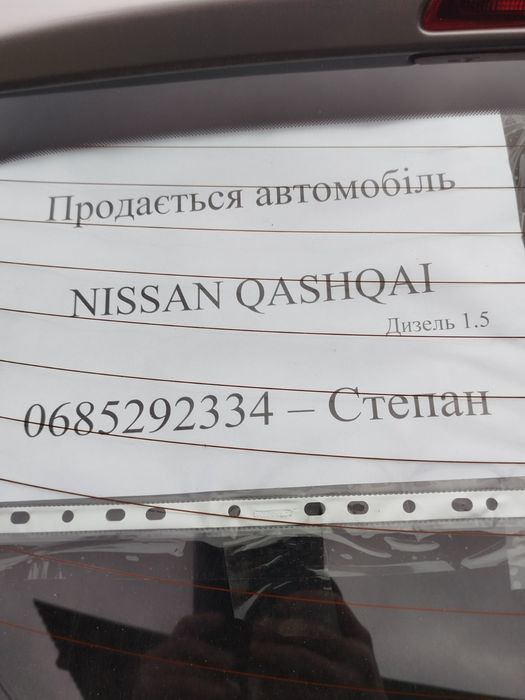 Продається автомобіль
NISSAN QASHQAI
Дизель 1.5
0685292334 – Степан